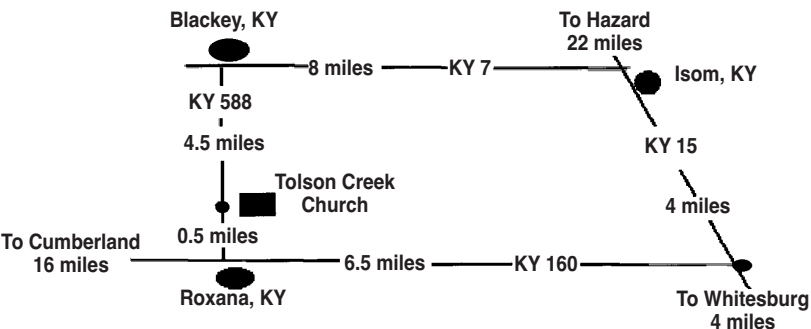 Blackey, KY
To Hazard
22 miles
8 miles
KY 7
Isom, KY
KY 588
4.5 miles
KY 15
Tolson Creek
Church
4 miles
0.5 miles
To Cumberland
16 miles
6.5 miles
KY 160
Roxana, KY
To Whitesburg
4 miles